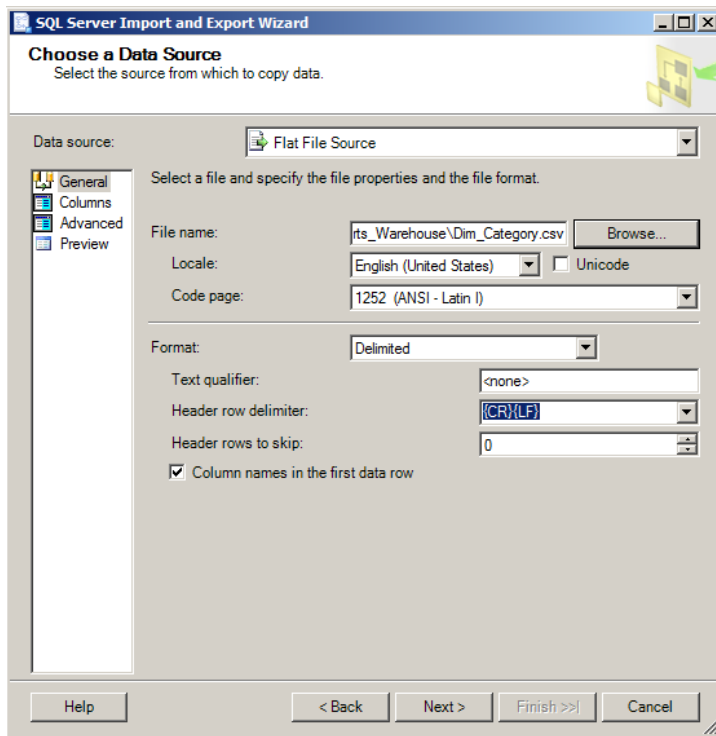 SQL Server Import and Export Wizard
Choose a Data Source
Select the source from which to copy data.
Data source:
Flat File Source
General
Columns
Advanced
Preview
Select a file and specify the file properties and the file format.
File name:
rts_Warehouse\Dim_Category.csv
Browse...
Locale:
English (United States)
Unicode
Code page:
1252 (ANSI - Latin I)
Format:
Delimited
Text qualifier:
<none>
Header row delimiter:
{CR}{LF}
Header rows to skip:
0
Column names in the first data row
Help
< Back
Next >
Finish >>|
Cancel